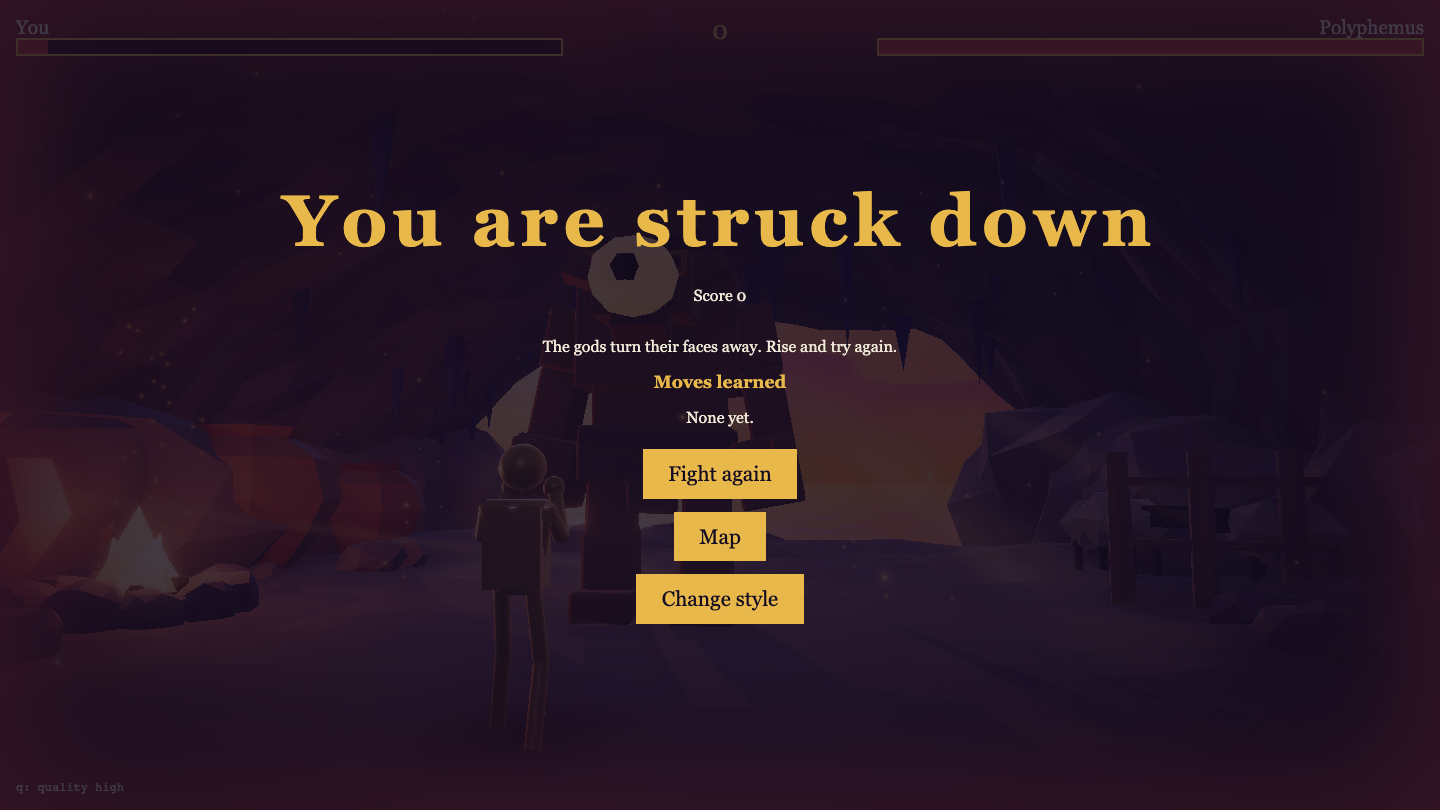 You
0
Polyphemus
You are struck down
Score 0
The gods turn their faces away. Rise and try again.
Moves learned
None yet.
Fight again
Map
Change style
q: quality high